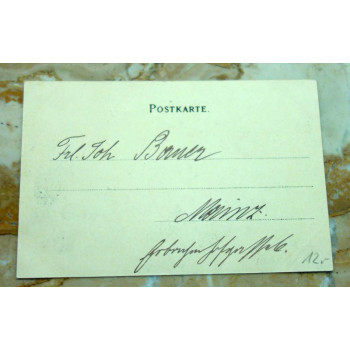 POSTKARTE.
Frl. Joh Bauer
Mainz.
12.-